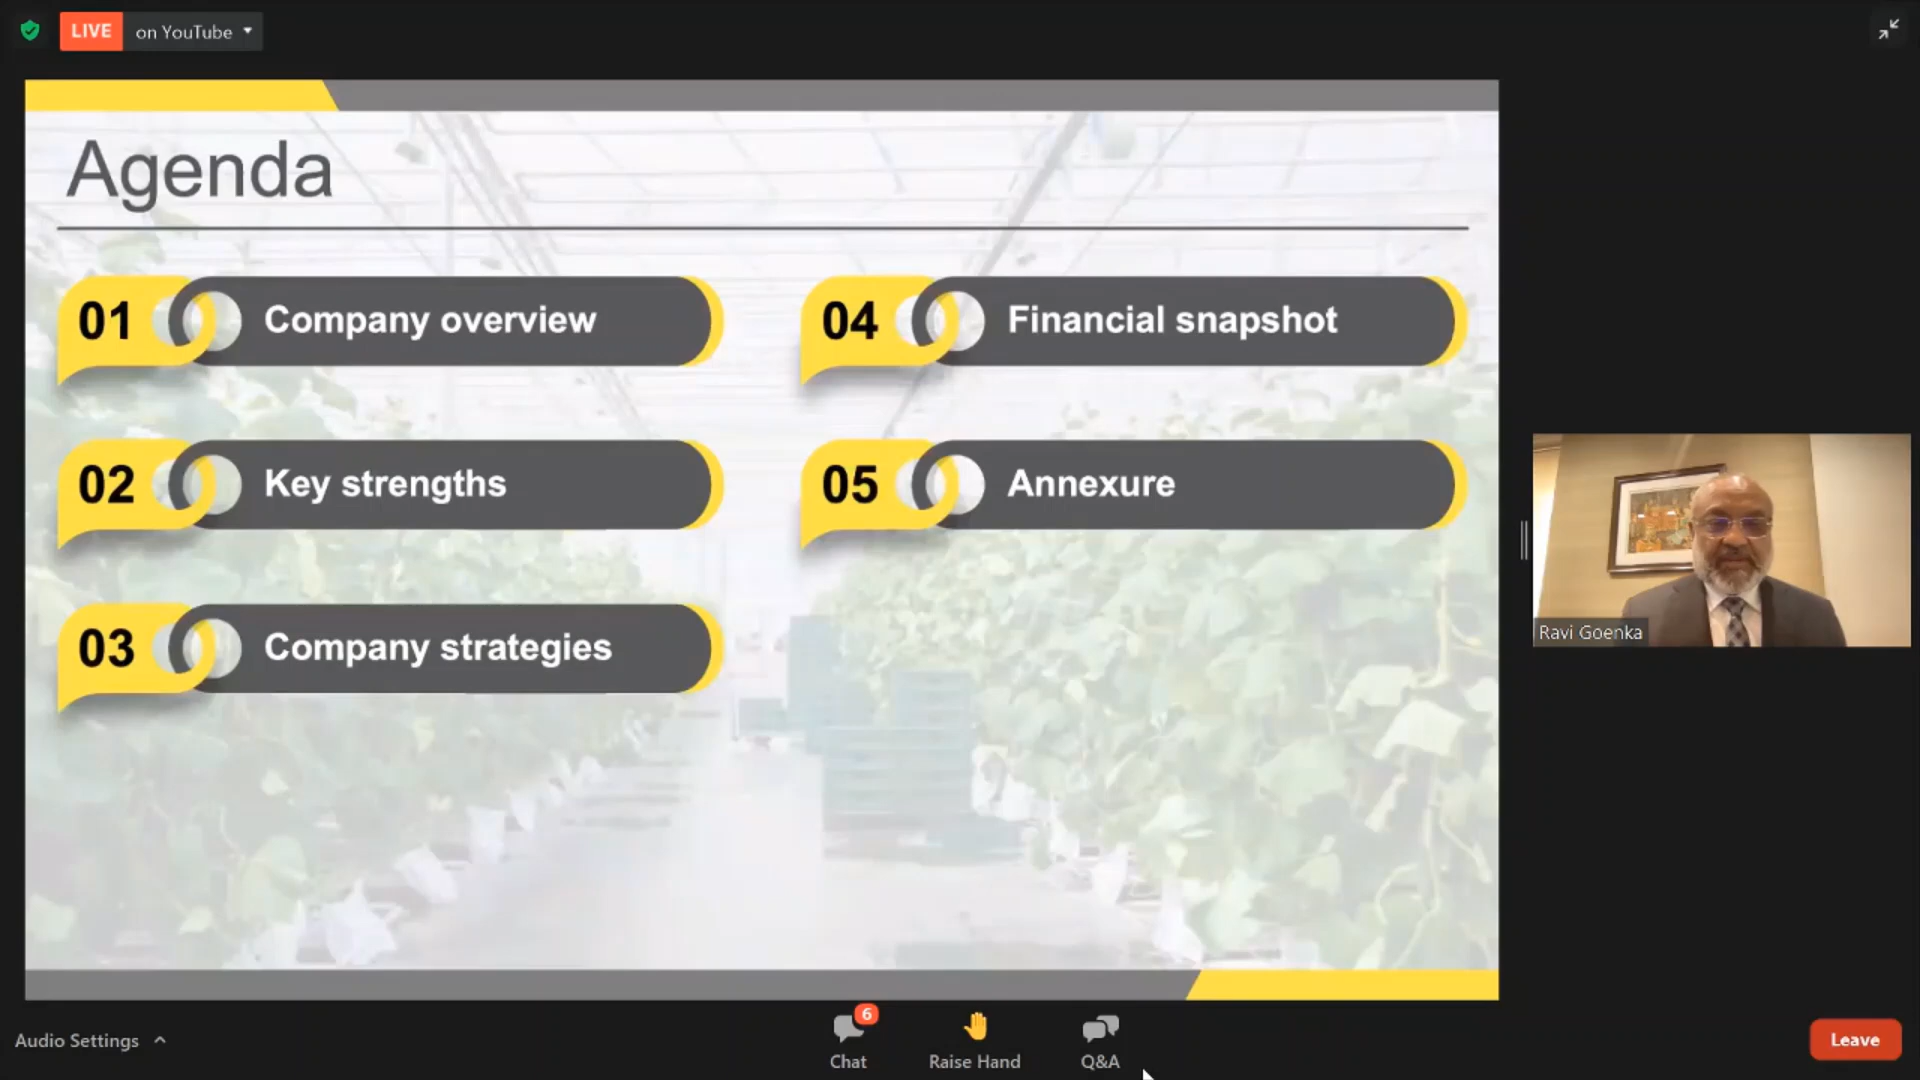 LIVE on YouTube
Agenda
01 Company overview
02 Key strengths
03 Company strategies
04 Financial snapshot
05 Annexure
Ravi Goenka
Audio Settings
6
Chat
Raise Hand
Q&A
Leave